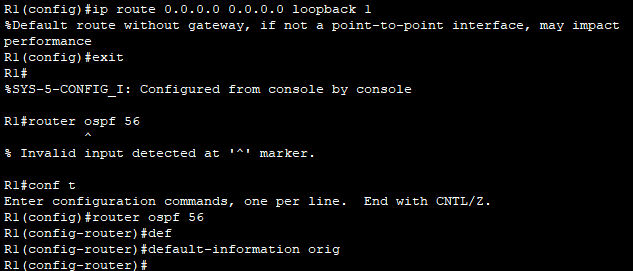 R1(config)#ip route 0.0.0.0 0.0.0.0 loopback 1
%Default route without gateway, if not a point-to-point interface, may impact
performance
R1(config)#exit
R1#
%SYS-5-CONFIG_I: Configured from console by console
R1#router ospf 56
^
% Invalid input detected at '^' marker.
R1#conf t
Enter configuration commands, one per line.  End with CNTL/Z.
R1(config)#router ospf 56
R1(config-router)#def
R1(config-router)#default-information orig
R1(config-router)#